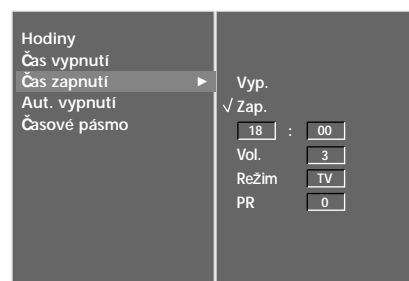 Hodiny
Čas vypnutí
Čas zapnutí ►
Aut. vypnutí
Časové pásmo
Vyp.
√ Zap.
18 : 00
Vol. 3
Režim TV
PR 0